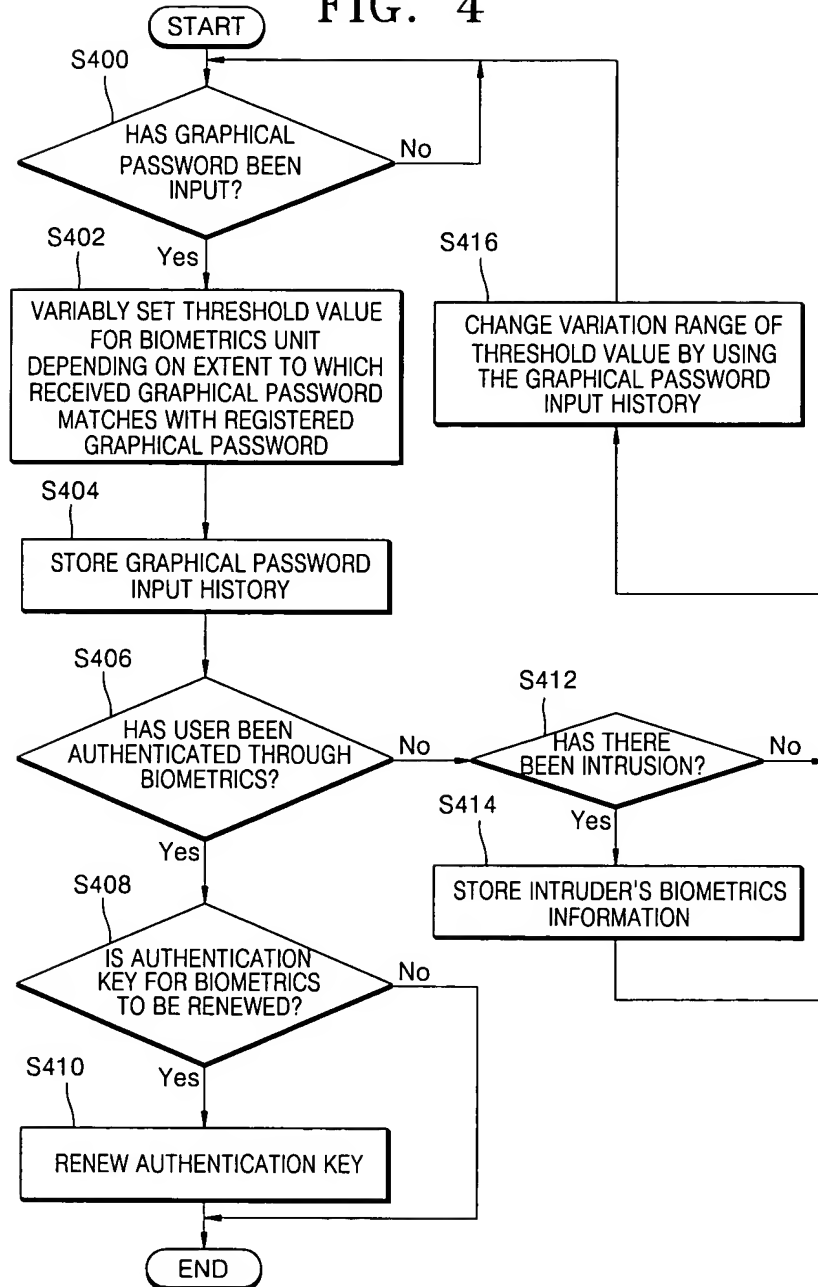 FIG. 4
START
S400
HAS GRAPHICAL
PASSWORD BEEN
INPUT?
No
Yes
S402
VARIABLY SET THRESHOLD VALUE
FOR BIOMETRICS UNIT
DEPENDING ON EXTENT TO WHICH
RECEIVED GRAPHICAL PASSWORD
MATCHES WITH REGISTERED
GRAPHICAL PASSWORD
S416
CHANGE VARIATION RANGE OF
THRESHOLD VALUE BY USING
THE GRAPHICAL PASSWORD
INPUT HISTORY
S404
STORE GRAPHICAL PASSWORD
INPUT HISTORY
S406
HAS USER BEEN
AUTHENTICATED THROUGH
BIOMETRICS?
No
Yes
S412
HAS THERE
BEEN INTRUSION?
No
Yes
S414
STORE INTRUDER'S BIOMETRICS
INFORMATION
S408
IS AUTHENTICATION
KEY FOR BIOMETRICS
TO BE RENEWED?
No
Yes
S410
RENEW AUTHENTICATION KEY
END